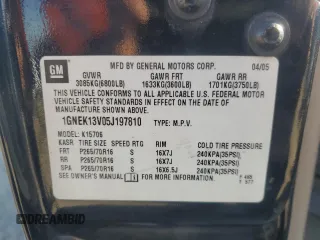 GM
MFD BY GENERAL MOTORS CORP. 04/05
GVWR GAWR FRT GAWR RR
3085KG(6800LB) 1633KG(3600LB) 1701KG(3750LB)
THIS VEHICLE CONFORMS TO ALL APPLICABLE U.S. FEDERAL MOTOR
VEHICLE SAFETY STANDARDS IN EFFECT ON THE DATE OF
MANUFACTURE SHOWN ABOVE.
1GNEK13V05J197810 TYPE: M.P.V.
MODEL: K15706
TIRE SIZE SPEED RTG RIM COLD TIRE PRESSURE
FRT P265/70R16 S 16X7J 240KPA(35PSI)
RR P265/70R16 S 16X7J 240KPA(35PSI)
SPA P265/70R16 S 16X6.5J 240KPA(35PSI)
SEE OWNER'S MANUAL FOR MORE INFORMATION